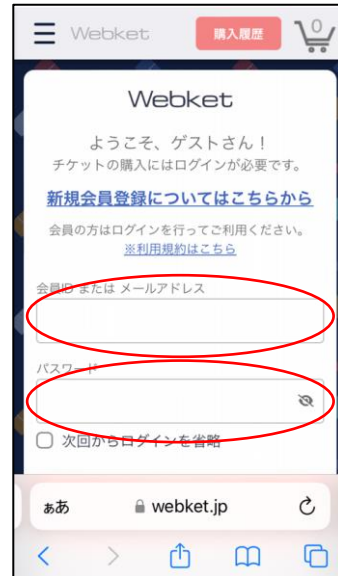 Webket
購入履歴
0
Webket
ようこそ、ゲストさん！
チケットの購入にはログインが必要です。
新規会員登録についてはこちらから
会員の方はログインを行ってご利用ください。
※利用規約はこちら
会員ID または メールアドレス
パスワード
次回からログインを省略
ぁあ
webket.jp